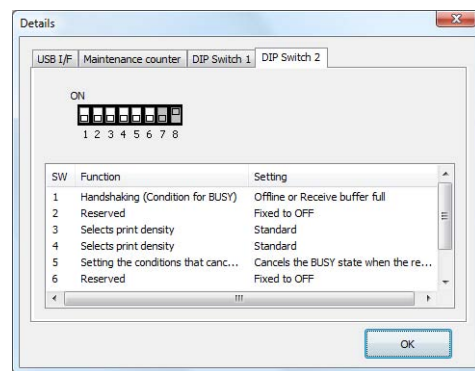 Details
USB I/F Maintenance counter DIP Switch 1 DIP Switch 2
ON
1 2 3 4 5 6 7 8
SW Function Setting
1 Handshaking (Condition for BUSY) Offline or Receive buffer full
2 Reserved Fixed to OFF
3 Selects print density Standard
4 Selects print density Standard
5 Setting the conditions that canc... Cancels the BUSY state when the re...
6 Reserved Fixed to OFF
OK